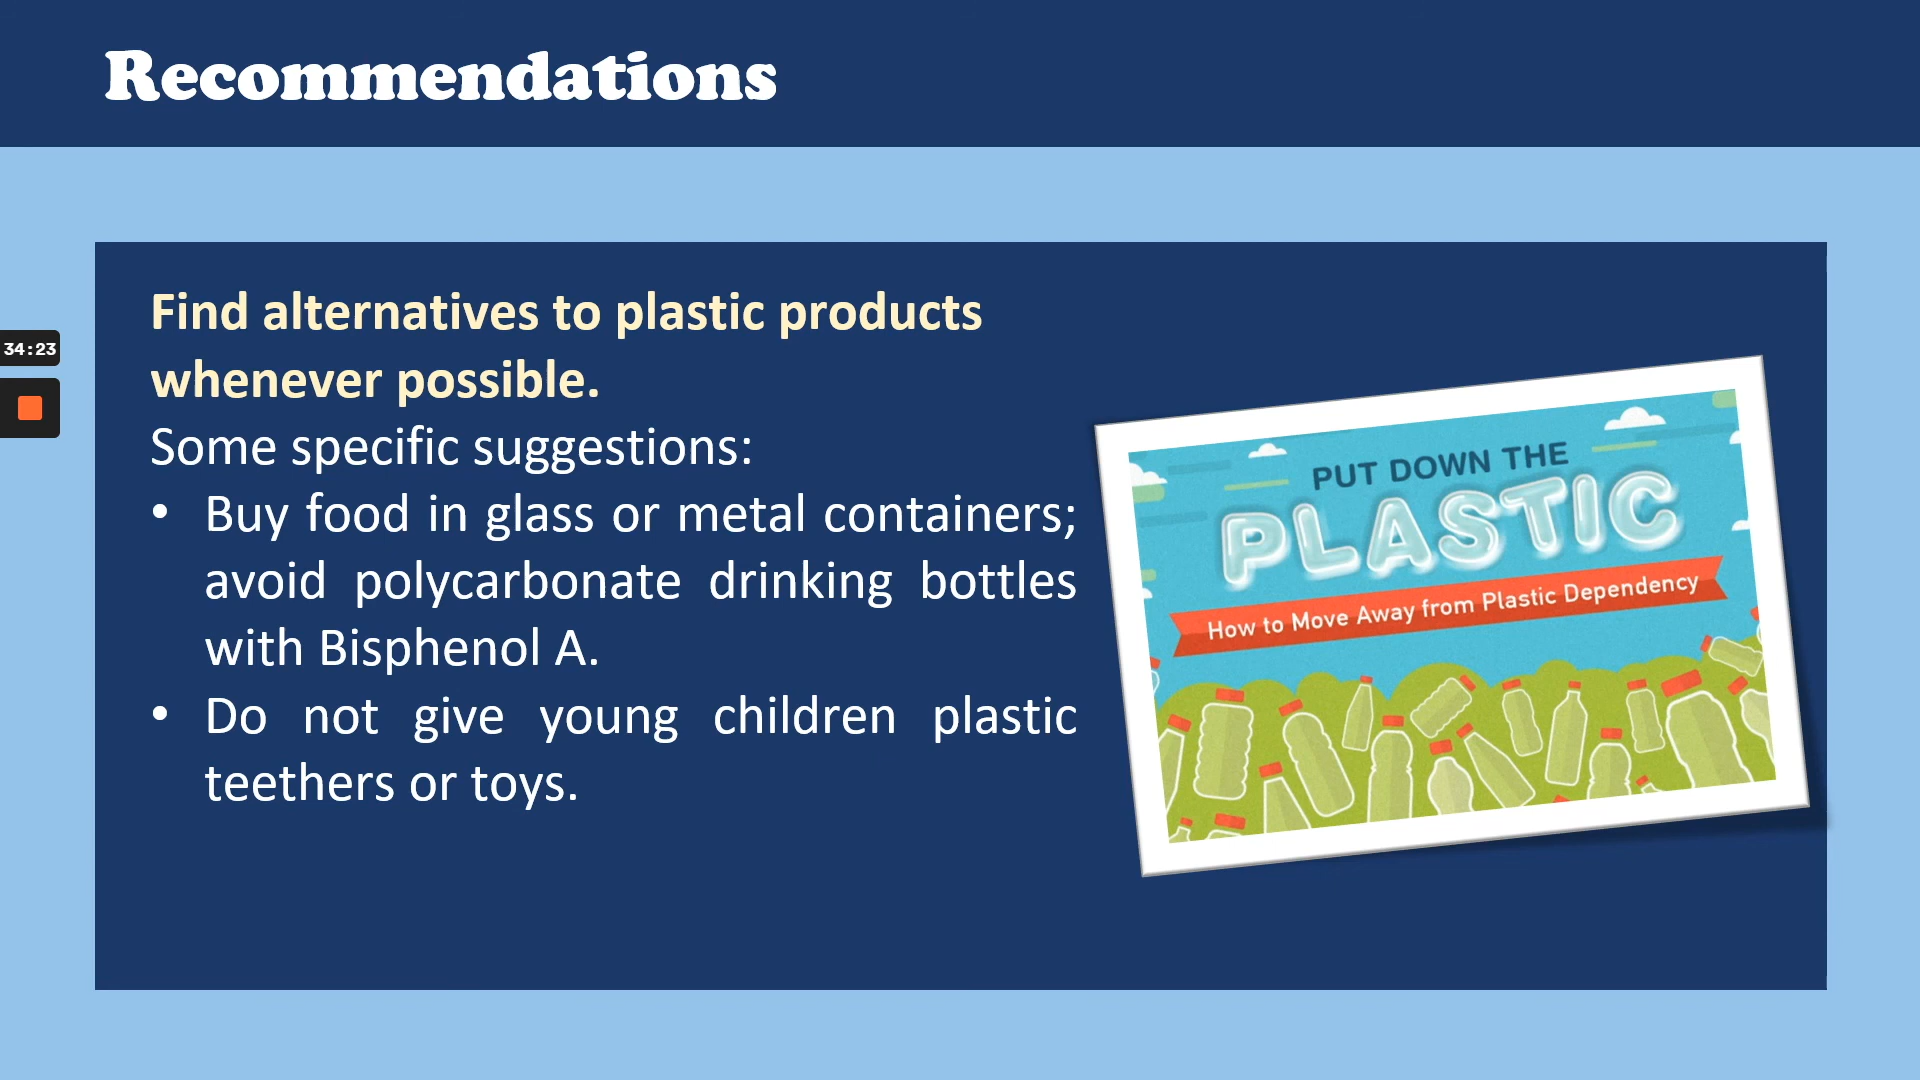 Recommendations
Find alternatives to plastic products
whenever possible.
Some specific suggestions:
• Buy food in glass or metal containers;
avoid polycarbonate drinking bottles
with Bisphenol A.
• Do not give young children plastic
teethers or toys.
34:23
PUT DOWN THE
PLASTIC
How to Move Away from Plastic Dependency